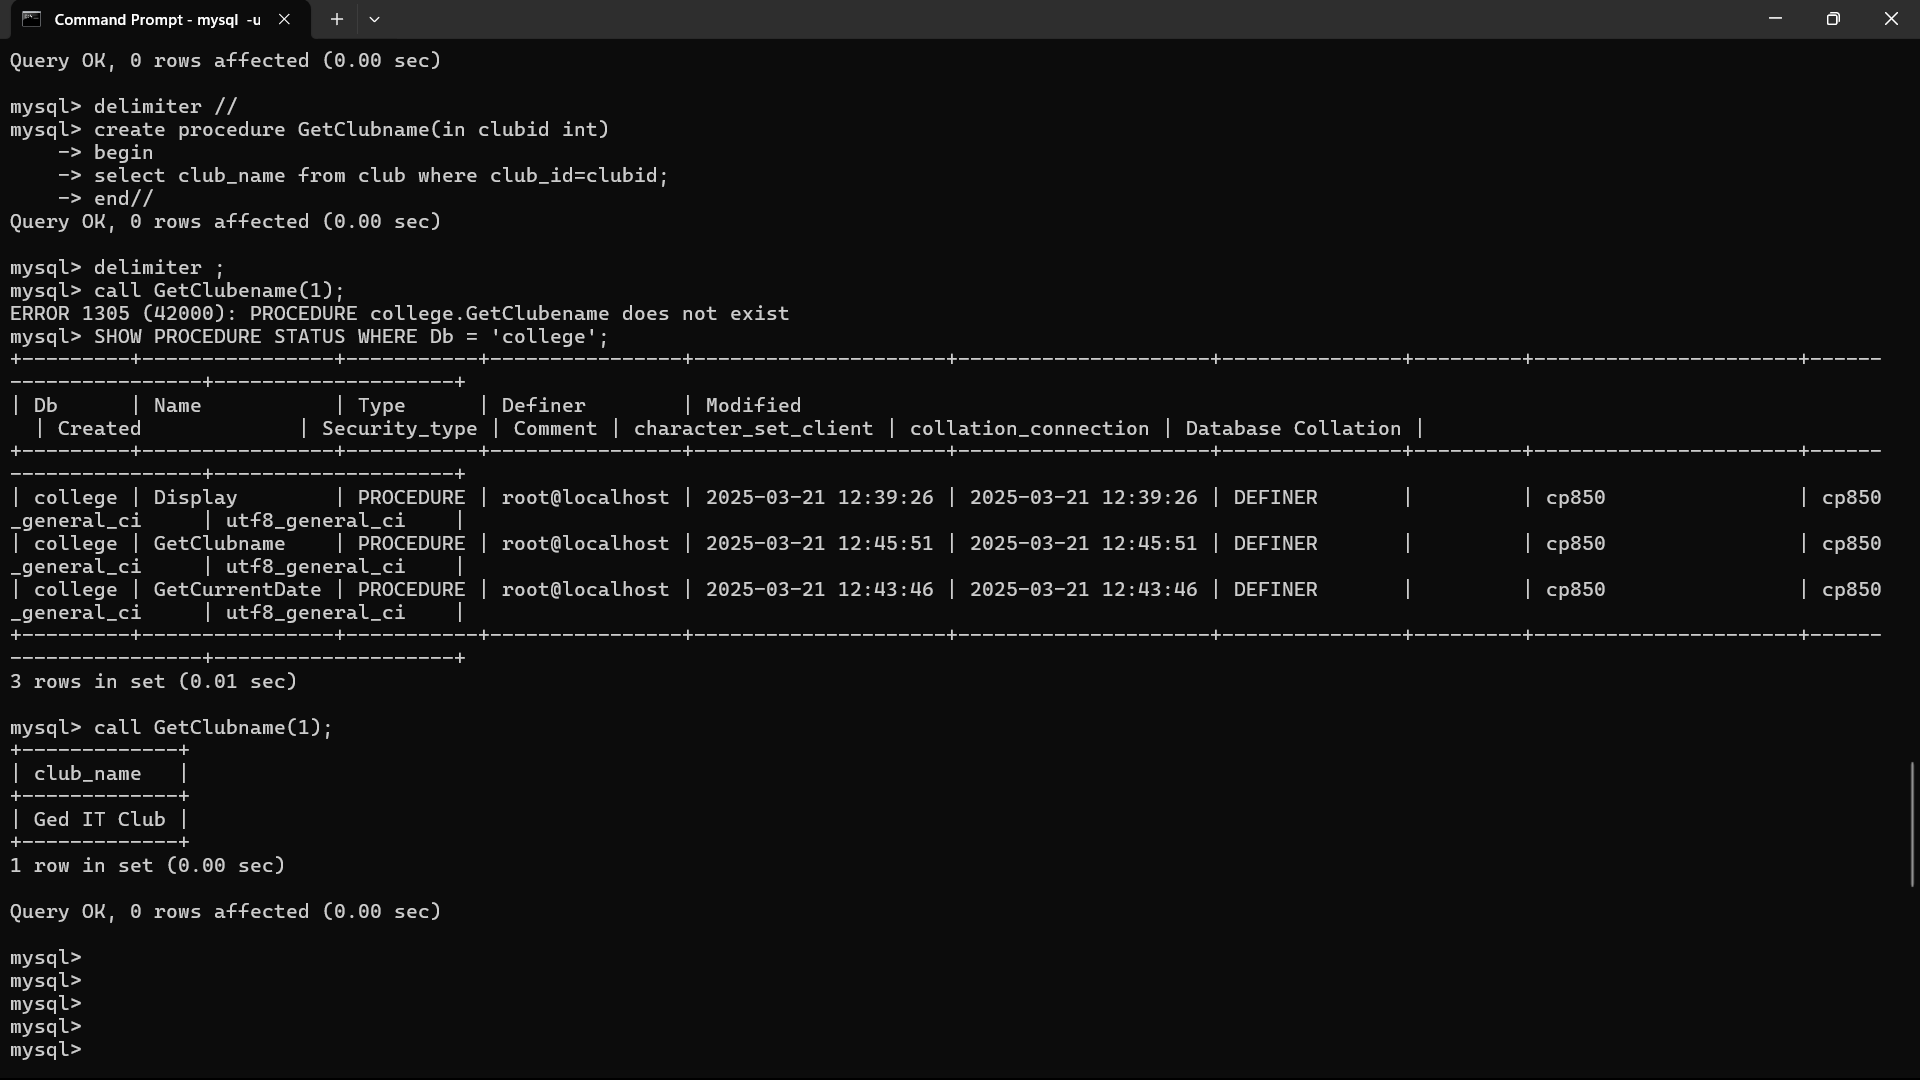 Command Prompt - mysql  -u
Query OK, 0 rows affected (0.00 sec)
mysql> delimiter //
mysql> create procedure GetClubname(in clubid int)
    -> begin
    -> select club_name from club where club_id=clubid;
    -> end//
Query OK, 0 rows affected (0.00 sec)
mysql> delimiter ;
mysql> call GetClubename(1);
ERROR 1305 (42000): PROCEDURE college.GetClubename does not exist
mysql> SHOW PROCEDURE STATUS WHERE Db = 'college';
+---------+----------------+-----------+----------------+---------------------+---------------------+---------------+---------+----------------------+------
----------------+--------------------+
| Db      | Name           | Type      | Definer        | Modified
  | Created             | Security_type | Comment | character_set_client | collation_connection | Database Collation |
+---------+----------------+-----------+----------------+---------------------+---------------------+---------------+---------+----------------------+------
----------------+--------------------+
| college | Display        | PROCEDURE | root@localhost | 2025-03-21 12:39:26 | 2025-03-21 12:39:26 | DEFINER       |         | cp850                | cp850
_general_ci     | utf8_general_ci    |
| college | GetClubname    | PROCEDURE | root@localhost | 2025-03-21 12:45:51 | 2025-03-21 12:45:51 | DEFINER       |         | cp850                | cp850
_general_ci     | utf8_general_ci    |
| college | GetCurrentDate | PROCEDURE | root@localhost | 2025-03-21 12:43:46 | 2025-03-21 12:43:46 | DEFINER       |         | cp850                | cp850
_general_ci     | utf8_general_ci    |
+---------+----------------+-----------+----------------+---------------------+---------------------+---------------+---------+----------------------+------
----------------+--------------------+
3 rows in set (0.01 sec)
mysql> call GetClubname(1);
+-------------+
| club_name   |
+-------------+
| Ged IT Club |
+-------------+
1 row in set (0.00 sec)
Query OK, 0 rows affected (0.00 sec)
mysql>
mysql>
mysql>
mysql>
mysql>